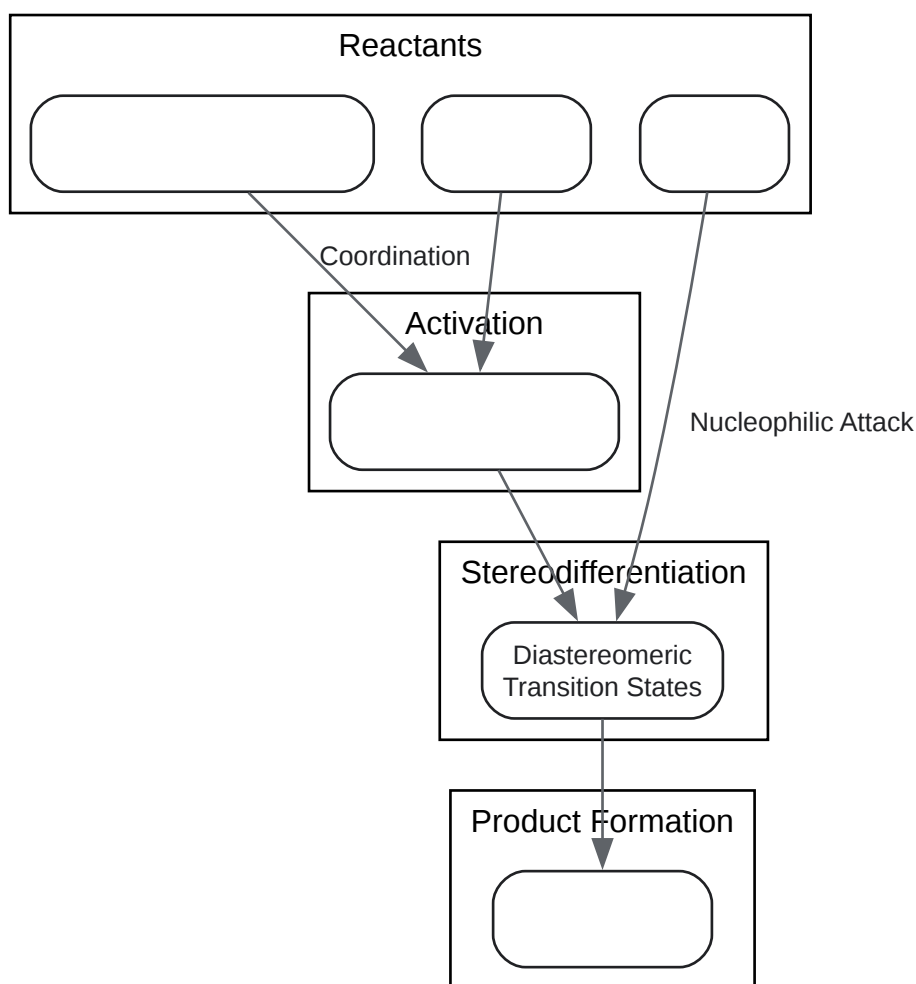 Reactants
Coordination
Activation
Nucleophilic Attack
Stereodifferentiation
Diastereomeric
Transition States
Product Formation